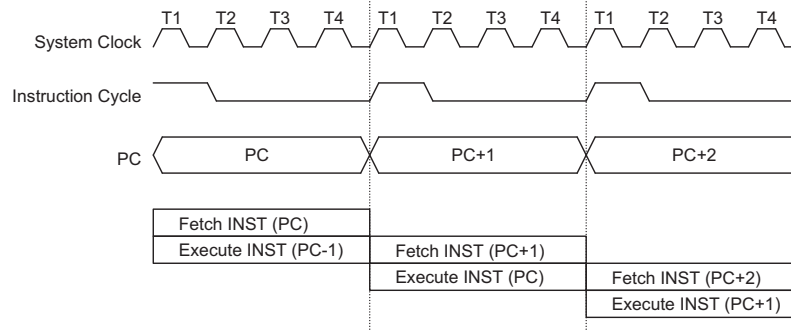 T1 T2 T3 T4 T1 T2 T3 T4 T1 T2 T3 T4
System Clock
Instruction Cycle
PC PC PC+1 PC+2
Fetch INST (PC)
Execute INST (PC-1) Fetch INST (PC+1)
Execute INST (PC) Fetch INST (PC+2)
Execute INST (PC+1)